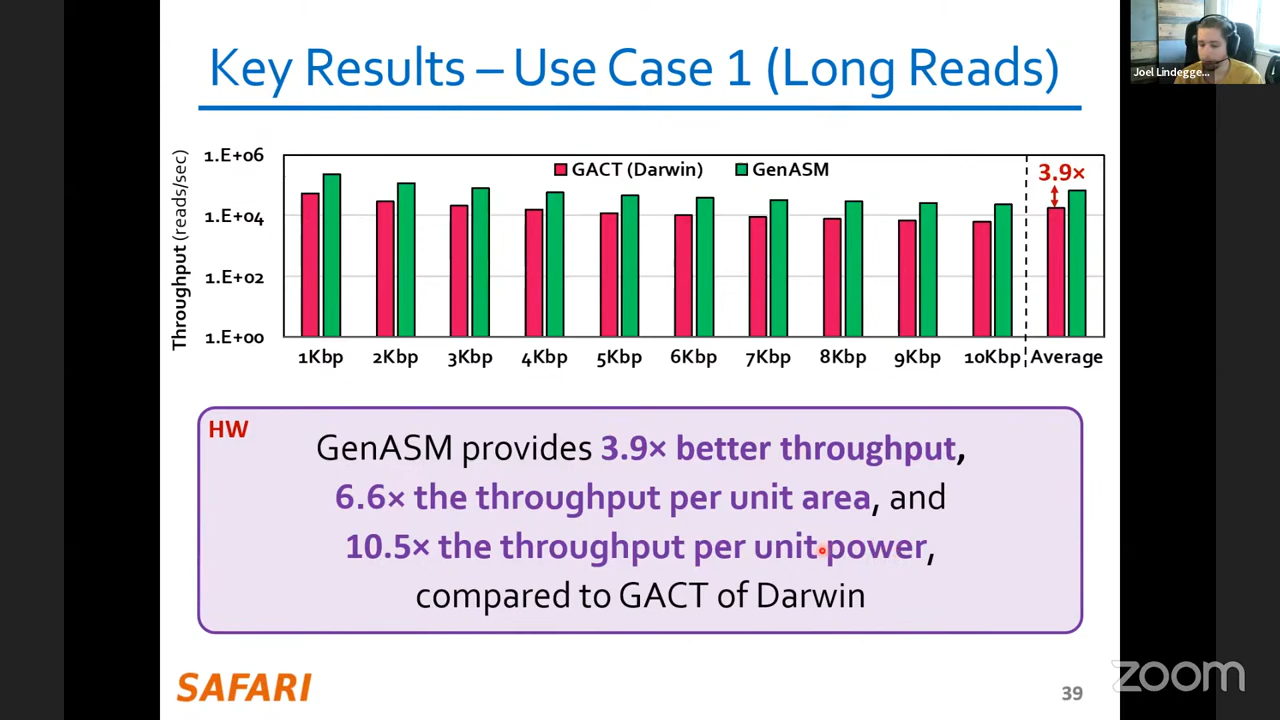 Key Results – Use Case 1 (Long Reads)
Joel Lindegge...
Throughput (reads/sec)
1.E+06
1.E+04
1.E+02
1.E+00
GACT (Darwin)
GenASM
3.9×
1Kbp
2Kbp
3Kbp
4Kbp
5Kbp
6Kbp
7Kbp
8Kbp
9Kbp
10Kbp
Average
HW
GenASM provides 3.9× better throughput,
6.6× the throughput per unit area, and
10.5× the throughput per unit power,
compared to GACT of Darwin
SAFARI
39
zoom